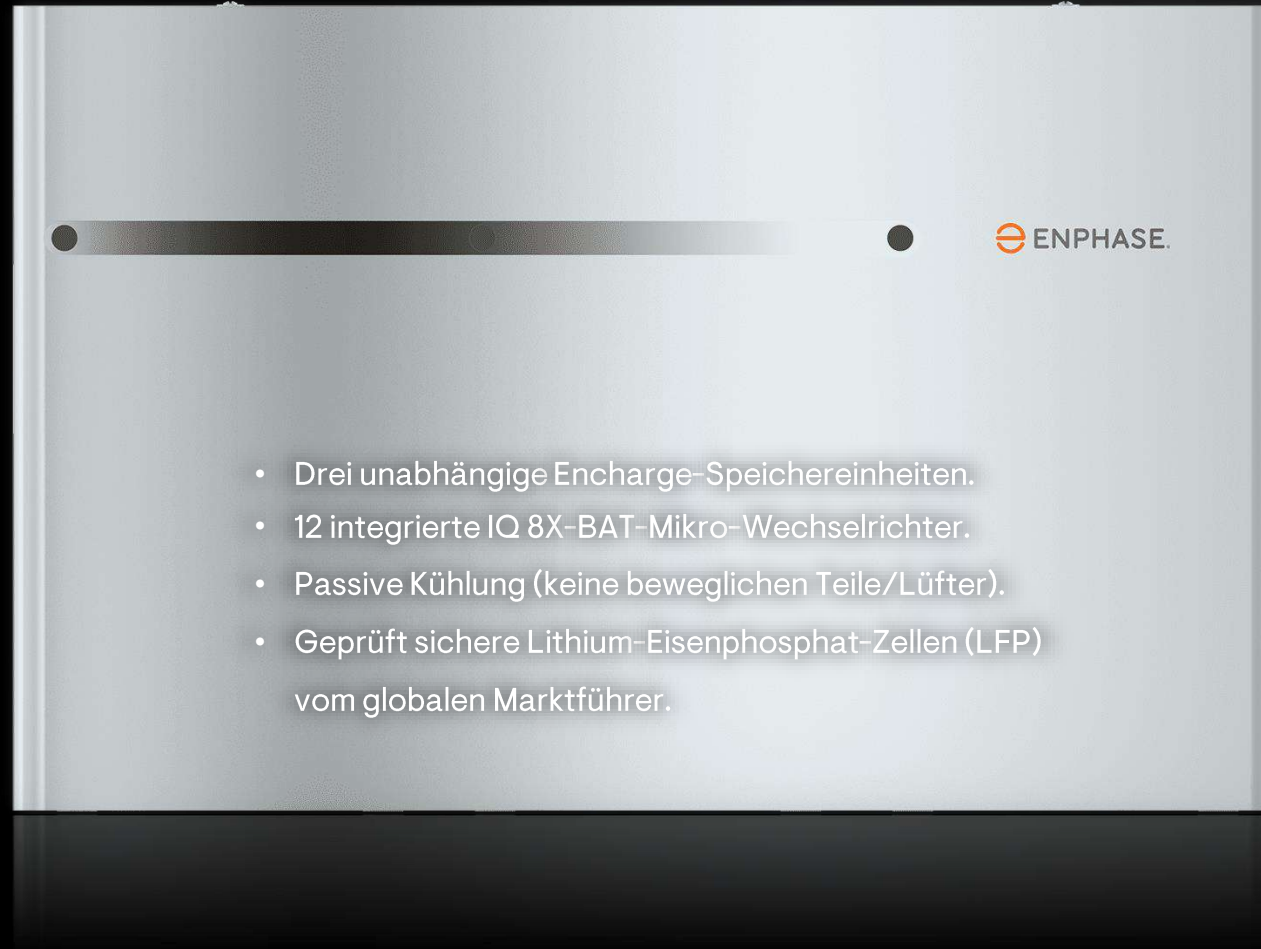 ENPHASE.
• Drei unabhängige Encharge-Speichereinheiten.
• 12 integrierte IQ 8X-BAT-Mikro-Wechselrichter.
• Passive Kühlung (keine beweglichen Teile/Lüfter).
• Geprüft sichere Lithium-Eisenphosphat-Zellen (LFP)
vom globalen Marktführer.